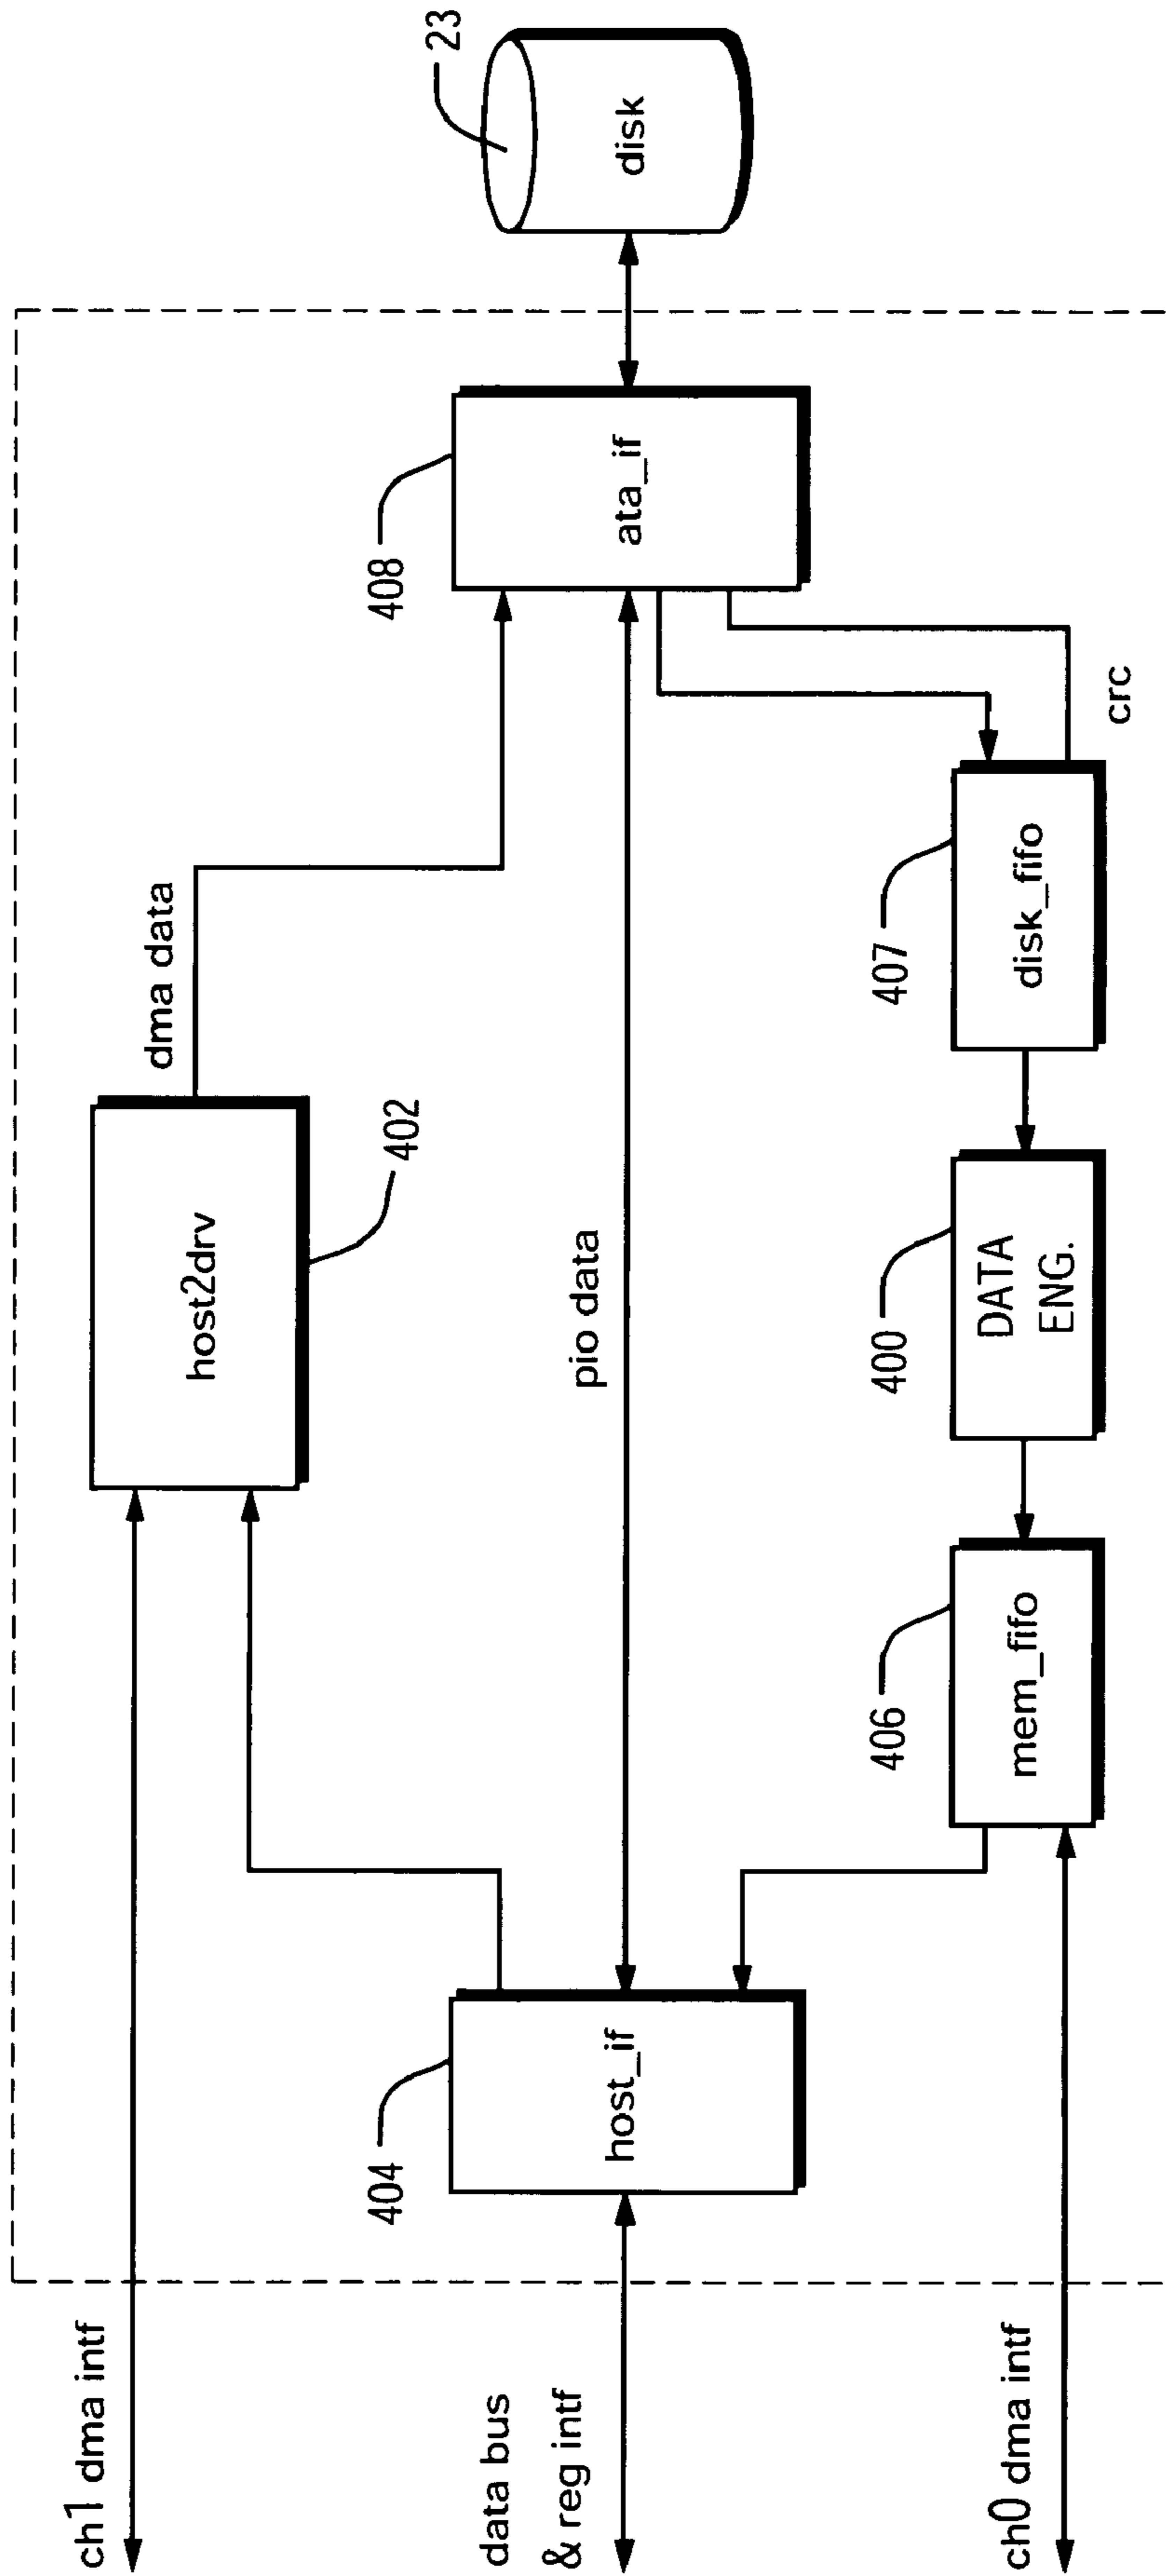 ch1 dma intf
dma data
host2drv
402
data bus
& reg intf
404
host_if
pio data
408
ata_if
disk
23
ch0 dma intf
406
mem_fifo
400
DATA
ENG.
407
disk_fifo
crc